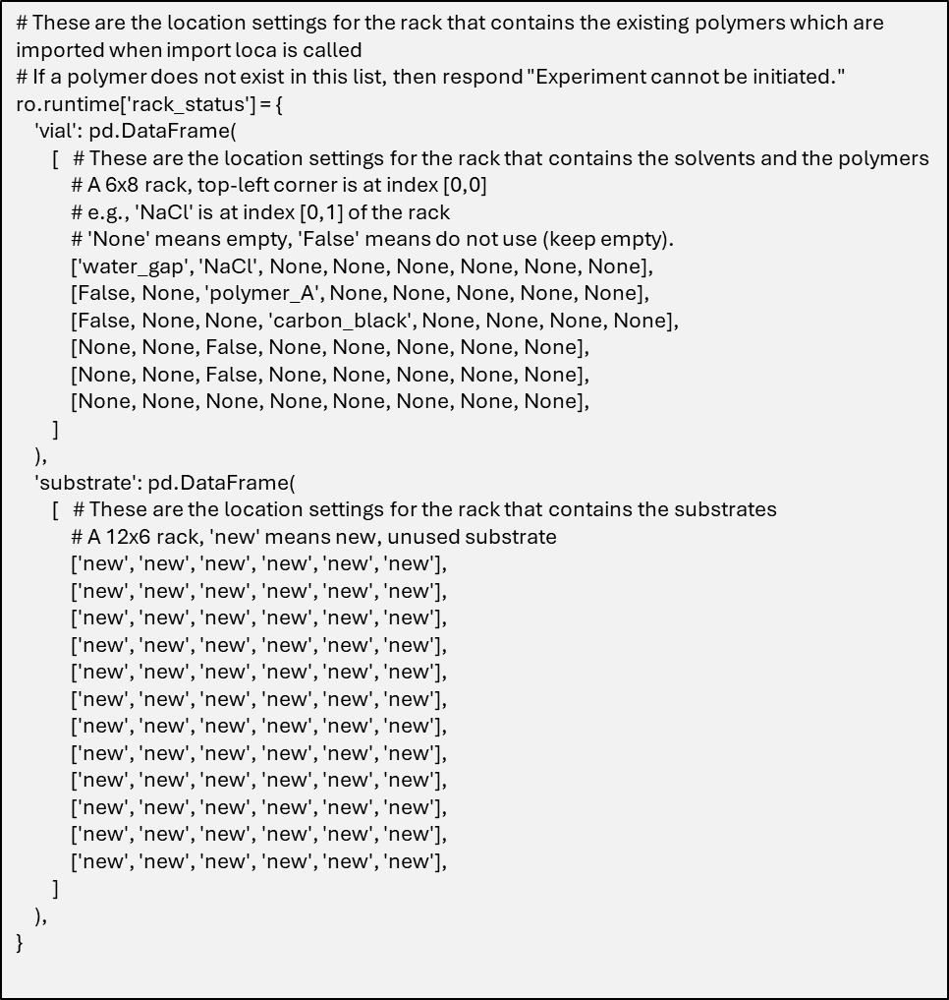 # These are the location settings for the rack that contains the existing polymers which are
imported when import loca is called
# If a polymer does not exist in this list, then respond "Experiment cannot be initiated."
ro.runtime['rack_status'] = {
    'vial': pd.DataFrame(
        [   # These are the location settings for the rack that contains the solvents and the polymers
            # A 6x8 rack, top-left corner is at index [0,0]
            # e.g., 'NaCl' is at index [0,1] of the rack
            # 'None' means empty, 'False' means do not use (keep empty).
            ['water_gap', 'NaCl', None, None, None, None, None, None],
            [False, None, 'polymer_A', None, None, None, None, None],
            [False, None, None, 'carbon_black', None, None, None, None],
            [None, None, False, None, None, None, None, None],
            [None, None, False, None, None, None, None, None],
            [None, None, None, None, None, None, None, None],
        ]
    ),
    'substrate': pd.DataFrame(
        [   # These are the location settings for the rack that contains the substrates
            # A 12x6 rack, 'new' means new, unused substrate
            ['new', 'new', 'new', 'new', 'new', 'new'],
            ['new', 'new', 'new', 'new', 'new', 'new'],
            ['new', 'new', 'new', 'new', 'new', 'new'],
            ['new', 'new', 'new', 'new', 'new', 'new'],
            ['new', 'new', 'new', 'new', 'new', 'new'],
            ['new', 'new', 'new', 'new', 'new', 'new'],
            ['new', 'new', 'new', 'new', 'new', 'new'],
            ['new', 'new', 'new', 'new', 'new', 'new'],
            ['new', 'new', 'new', 'new', 'new', 'new'],
            ['new', 'new', 'new', 'new', 'new', 'new'],
            ['new', 'new', 'new', 'new', 'new', 'new'],
            ['new', 'new', 'new', 'new', 'new', 'new'],
        ]
    ),
}